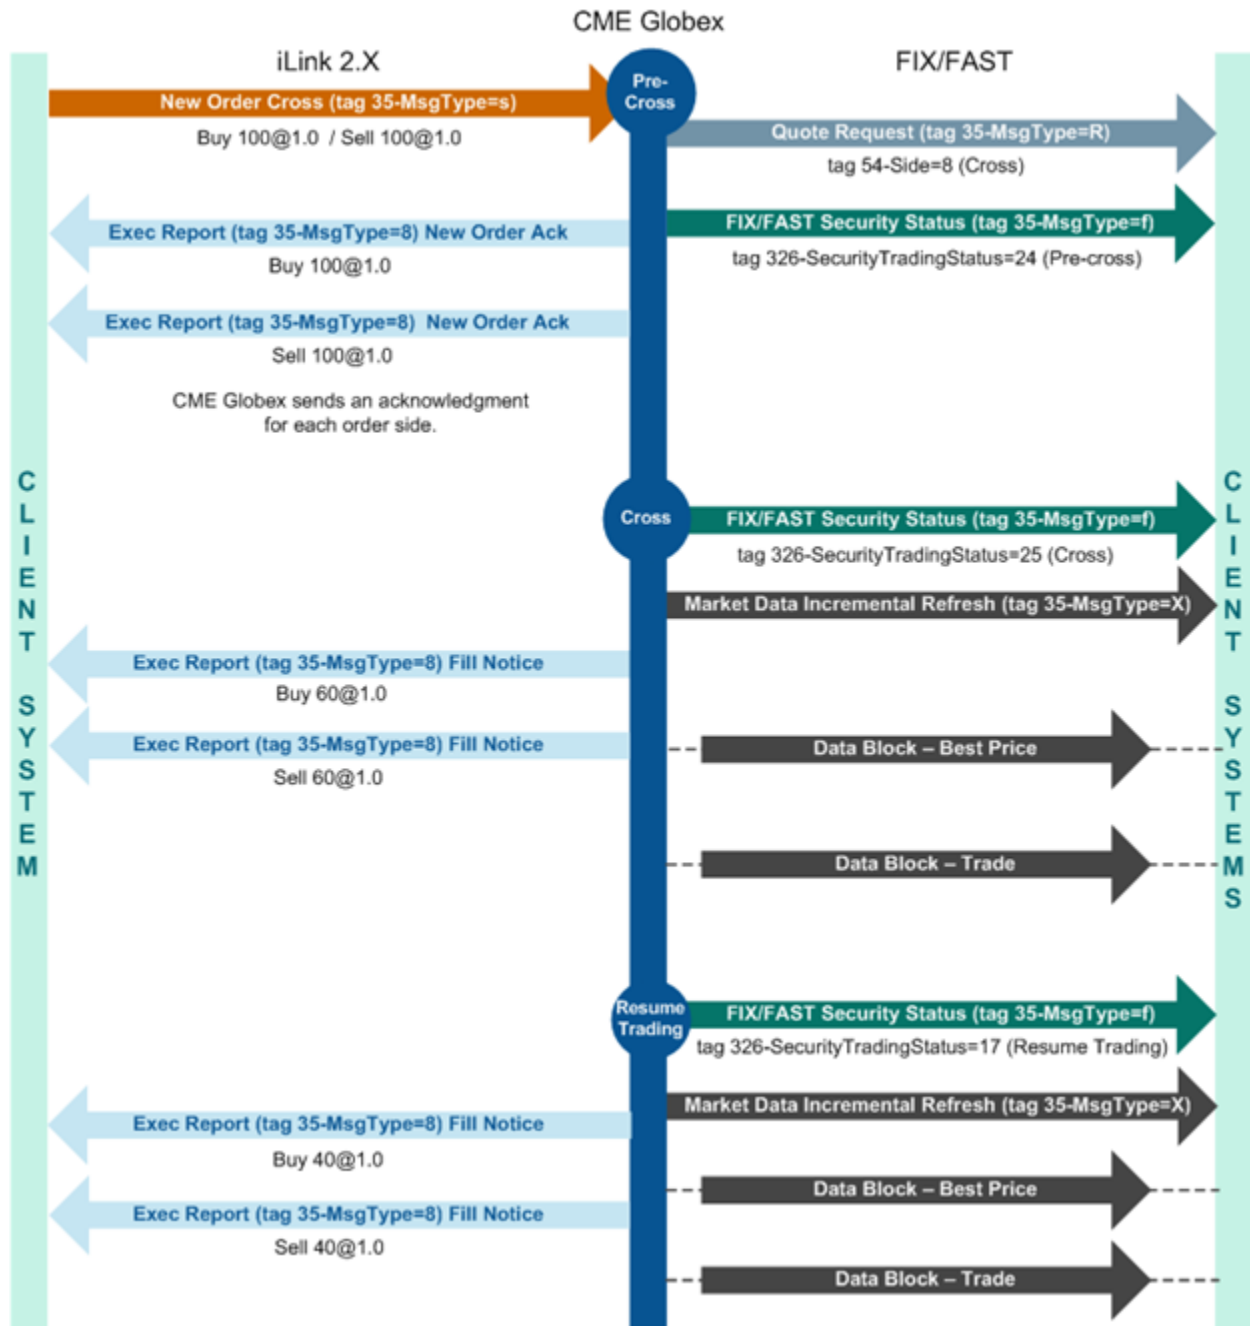 CME Globex
iLink 2.X
FIX/FAST
Pre-
Cross
New Order Cross (tag 35-MsgType=s)
Buy 100@1.0 / Sell 100@1.0
Quote Request (tag 35-MsgType=R)
tag 54-Side=8 (Cross)
Exec Report (tag 35-MsgType=8) New Order Ack
Buy 100@1.0
FIX/FAST Security Status (tag 35-MsgType=f)
tag 326-SecurityTradingStatus=24 (Pre-cross)
Exec Report (tag 35-MsgType=8) New Order Ack
Sell 100@1.0
CME Globex sends an acknowledgment
for each order side.
CLIENT SYSTEM
CLIENT SYSTEMS
Cross
FIX/FAST Security Status (tag 35-MsgType=f)
tag 326-SecurityTradingStatus=25 (Cross)
Market Data Incremental Refresh (tag 35-MsgType=X)
Exec Report (tag 35-MsgType=8) Fill Notice
Buy 60@1.0
Exec Report (tag 35-MsgType=8) Fill Notice
Sell 60@1.0
Data Block – Best Price
Data Block – Trade
Resume
Trading
FIX/FAST Security Status (tag 35-MsgType=f)
tag 326-SecurityTradingStatus=17 (Resume Trading)
Market Data Incremental Refresh (tag 35-MsgType=X)
Exec Report (tag 35-MsgType=8) Fill Notice
Buy 40@1.0
Data Block – Best Price
Exec Report (tag 35-MsgType=8) Fill Notice
Sell 40@1.0
Data Block – Trade